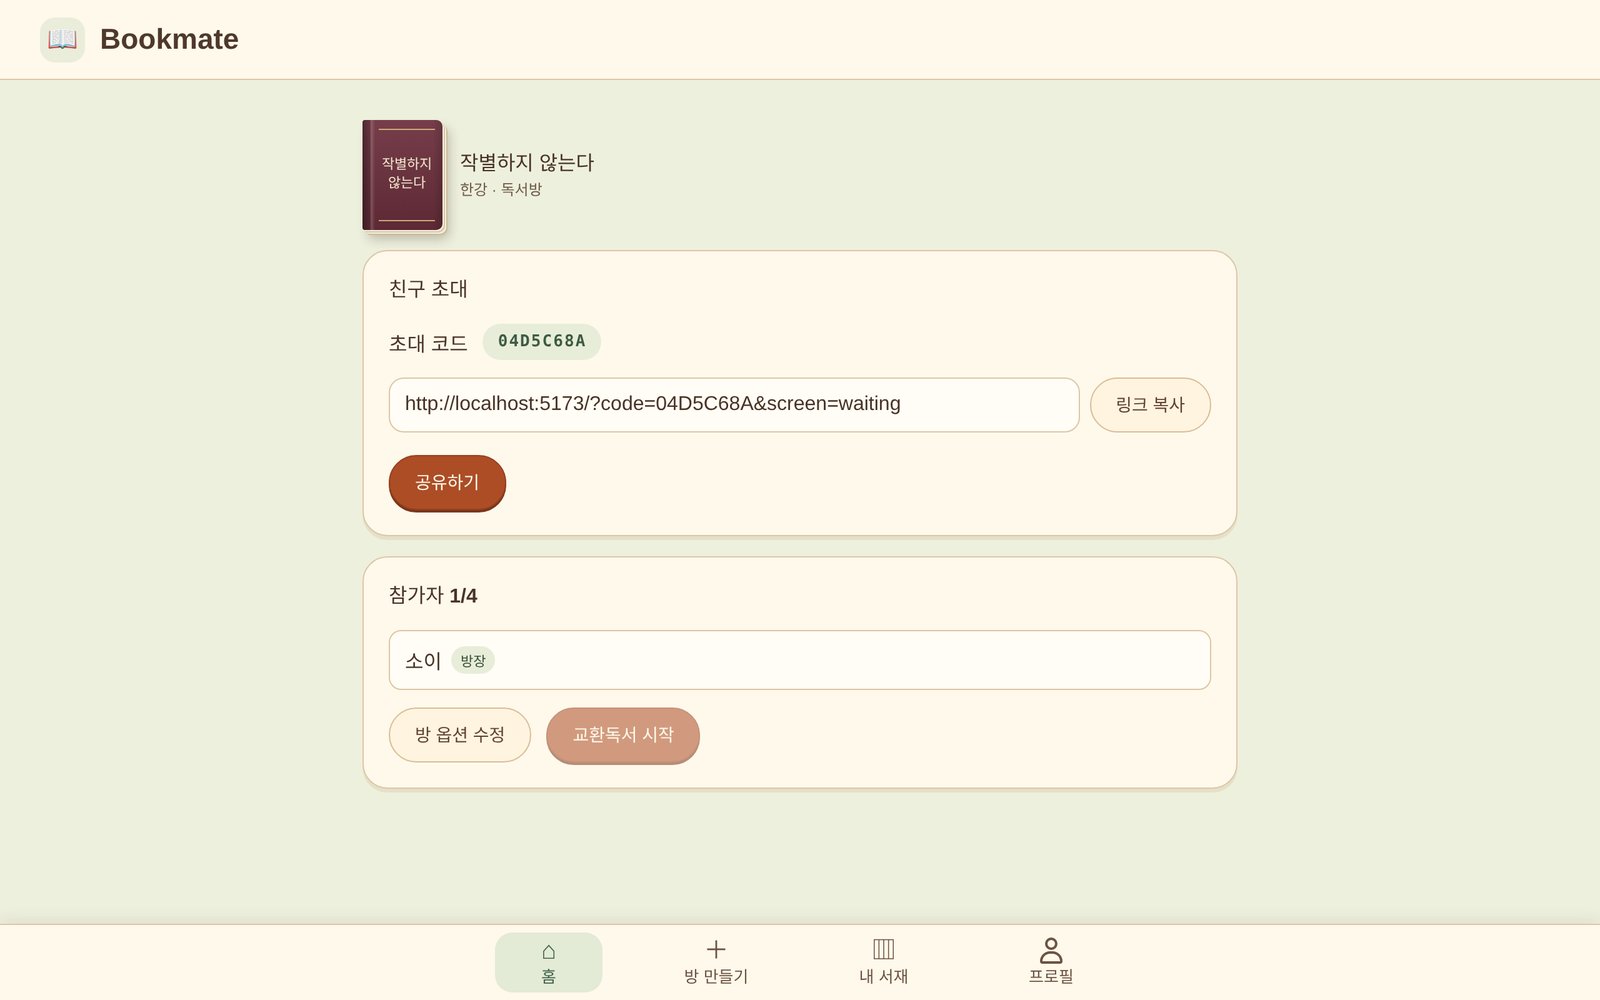 Bookmate
작별하지
않는다
작별하지 않는다
한강 · 독서방
친구 초대
초대 코드 04D5C68A
http://localhost:5173/?code=04D5C68A&screen=waiting 링크 복사
공유하기
참가자 1/4
소이 방장
방 옵션 수정 교환독서 시작
홈 방 만들기 내 서재 프로필